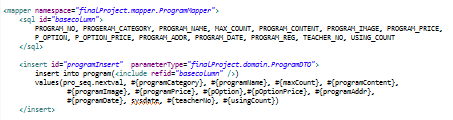 <mapper namespace="finalProject.mapper.ProgramMapper">
<sql id="basecolumn">
PROGRAM_NO, PROGERAM_CATEGORY, PROGRAM_NAME, MAX_COUNT, PROGRAM_CONTENT, PROGRAM_IMAGE, PROGRAM_PRICE,
P_OPTION, P_OPTION_PRICE, PROGRAM_ADDR, PROGRAM_DATE, PROGRAM_REG, TEACHER_NO, USING_COUNT
</sql>
<insert id="programInsert" parameterType="finalProject.domain.ProgramDTO">
insert into program(<include refid="basecolumn" />)
values(pro_seq.nextval, #{programCategory}, #{programName}, #{maxCount}, #{programContent},
#{programImage}, #{programPrice}, #{pOption},#{pOptionPrice}, #{programAddr},
#{programDate}, sysdate, #{teacherNo}, #{usingCount})
</insert>